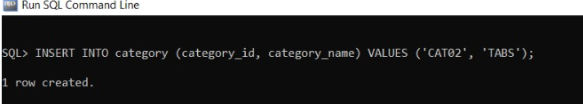 Run SQL Command Line
SQL> INSERT INTO category (category_id, category_name) VALUES ('CAT02', 'TABS');
1 row created.